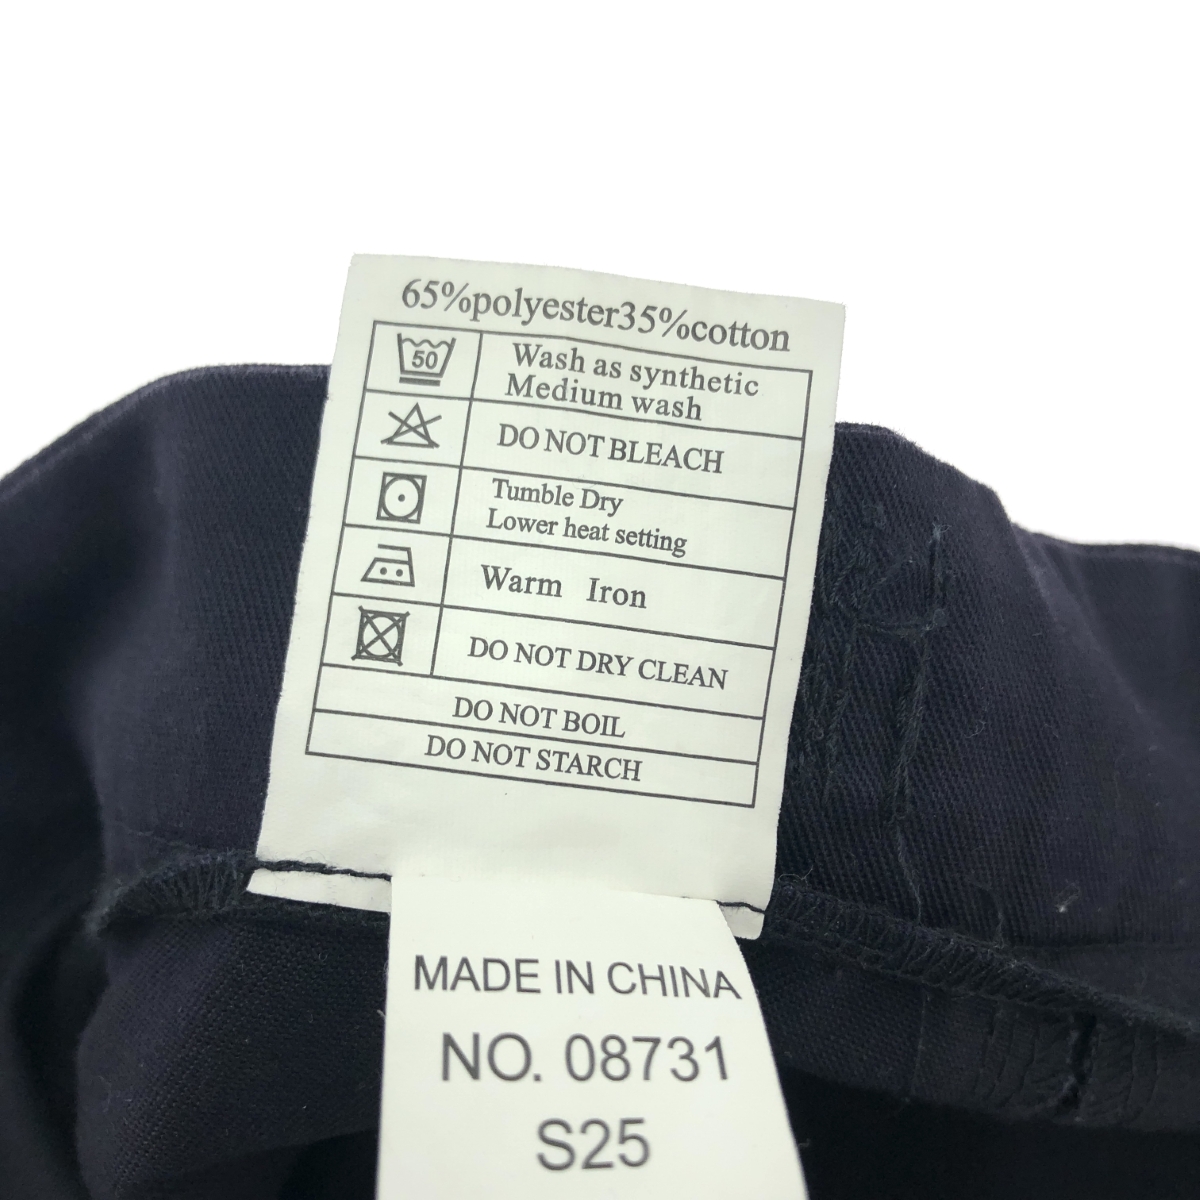 65%polyester35%cotton
50
Wash as synthetic
Medium wash
DO NOT BLEACH
Tumble Dry
Lower heat setting
Warm Iron
DO NOT DRY CLEAN
DO NOT BOIL
DO NOT STARCH
MADE IN CHINA
NO. 08731
S25